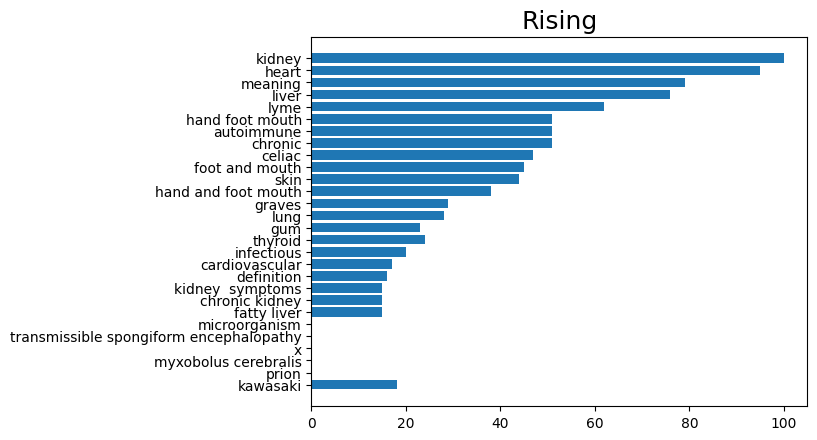 Rising
kidney
heart
meaning
liver
lyme
hand foot mouth
autoimmune
chronic
celiac
foot and mouth
skin
hand and foot mouth
graves
lung
gum
thyroid
infectious
cardiovascular
definition
kidney  symptoms
chronic kidney
fatty liver
microorganism
transmissible spongiform encephalopathy
x
myxobolus cerebralis
prion
kawasaki
0 20 40 60 80 100